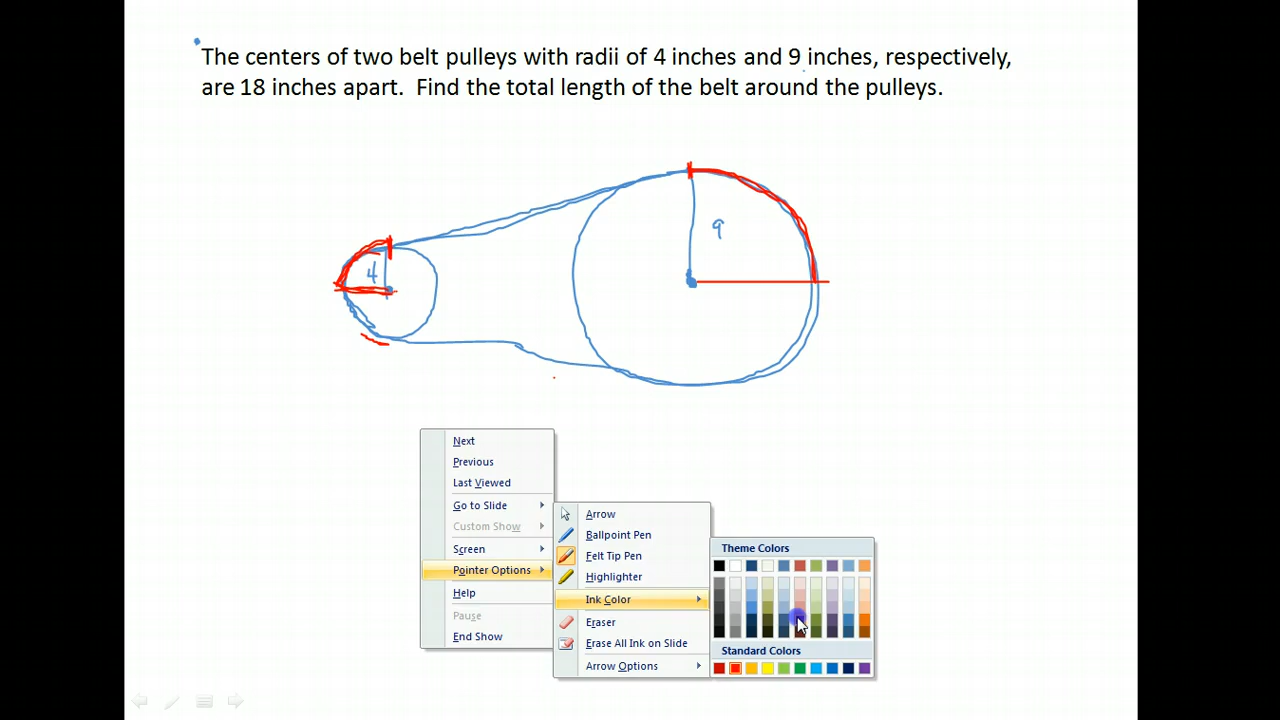 The centers of two belt pulleys with radii of 4 inches and 9 inches, respectively,
are 18 inches apart.  Find the total length of the belt around the pulleys.
9
4
Next
Previous
Last Viewed
Go to Slide
Custom Show
Screen
Pointer Options
Help
Pause
End Show
Arrow
Ballpoint Pen
Felt Tip Pen
Highlighter
Ink Color
Eraser
Erase All Ink on Slide
Arrow Options
Theme Colors
Standard Colors